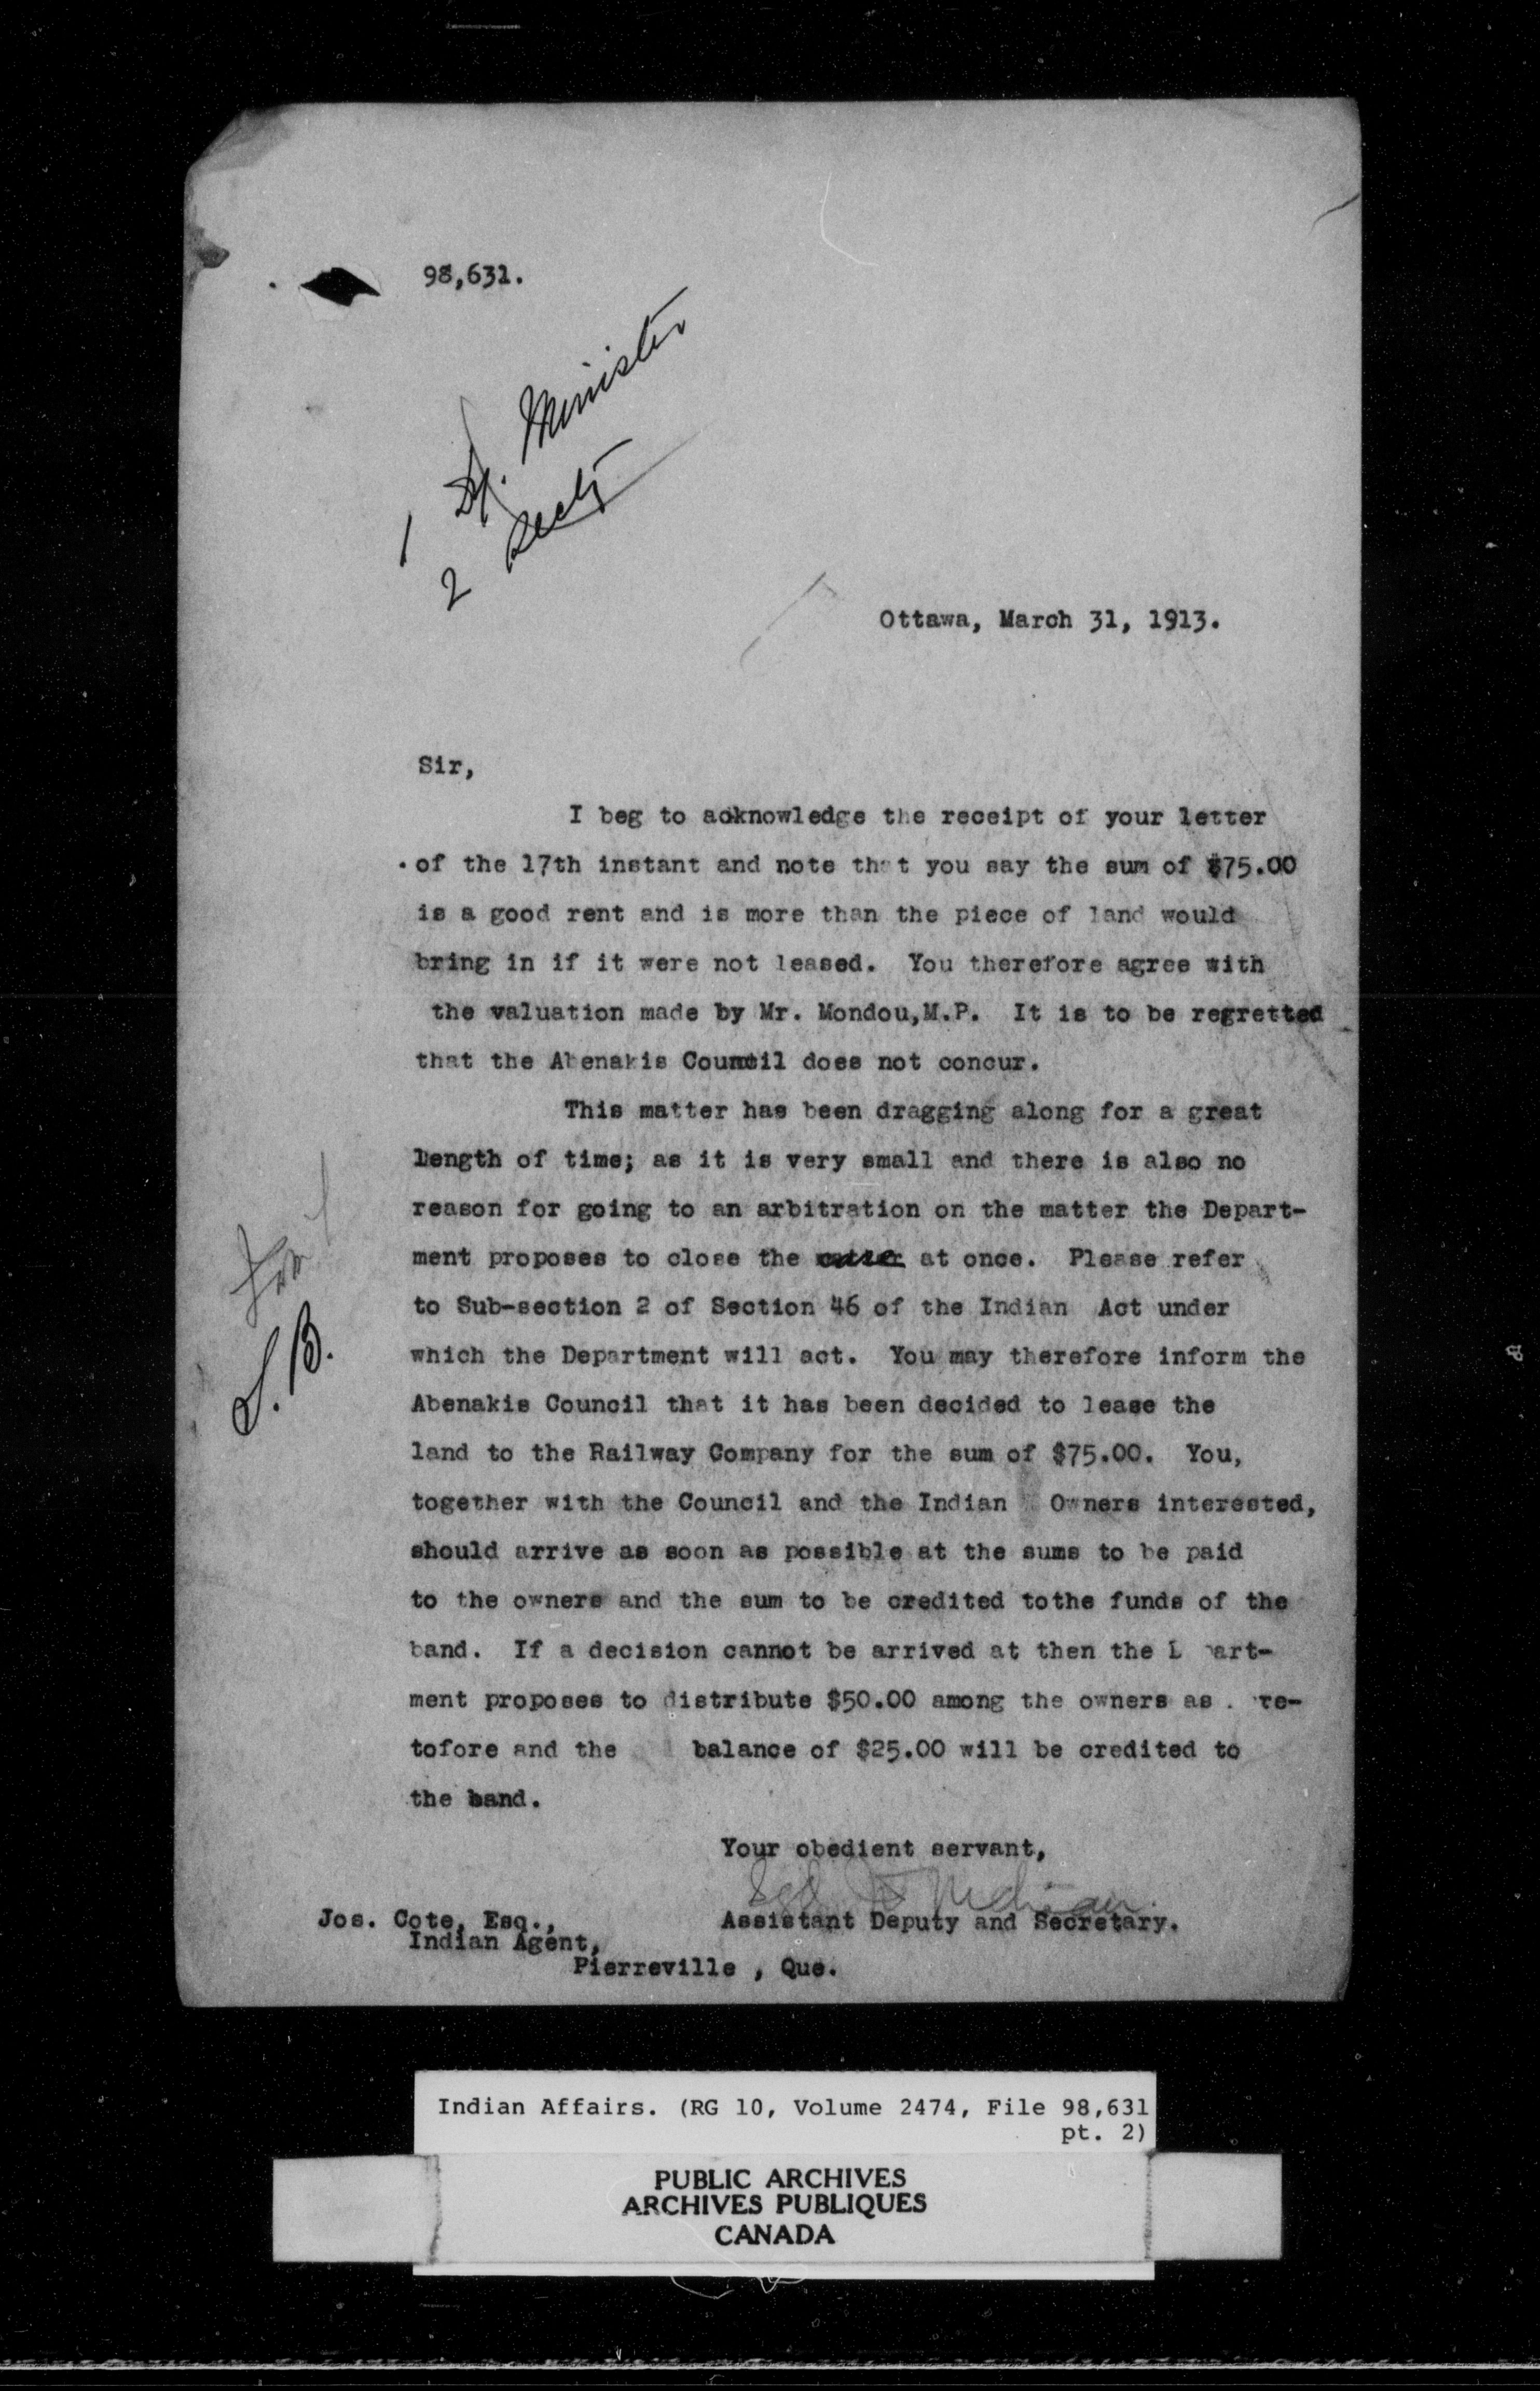 98,631.
1 Dy. Minister
2 Secty
Ottawa, March 31, 1913.
Sir,
I beg to acknowledge the receipt of your letter
of the 17th instant and note that you say the sum of $75.00
is a good rent and is more than the piece of land would
bring in if it were not leased. You therefore agree with
the valuation made by Mr. Mondou,M.P. It is to be regretted
that the Abenakis Council does not concur.
This matter has been dragging along for a great
length of time; as it is very small and there is also no
reason for going to an arbitration on the matter the Depart-
ment proposes to close the at once. Please refer
to Sub-section 2 of Section 46 of the Indian Act under
which the Department will act. You may therefore inform the
Abenakis Council that it has been decided to lease the
land to the Railway Company for the sum of $75.00. You,
together with the Council and the Indian Owners interested,
should arrive as soon as possible at the sums to be paid
to the owners and the sum to be credited tothe funds of the
band. If a decision cannot be arrived at then the art-
ment proposes to distribute $50.00 among the owners as re-
tofore and the balance of $25.00 will be credited to
the band.
S.B.
Your obedient servant,
Assistant Deputy and Secretary.
Jos. Cote, Esq.,
Indian Agent,
Pierreville , Que.
Indian Affairs. (RG 10, Volume 2474, File 98,631
pt. 2)
PUBLIC ARCHIVES
ARCHIVES PUBLIQUES
CANADA